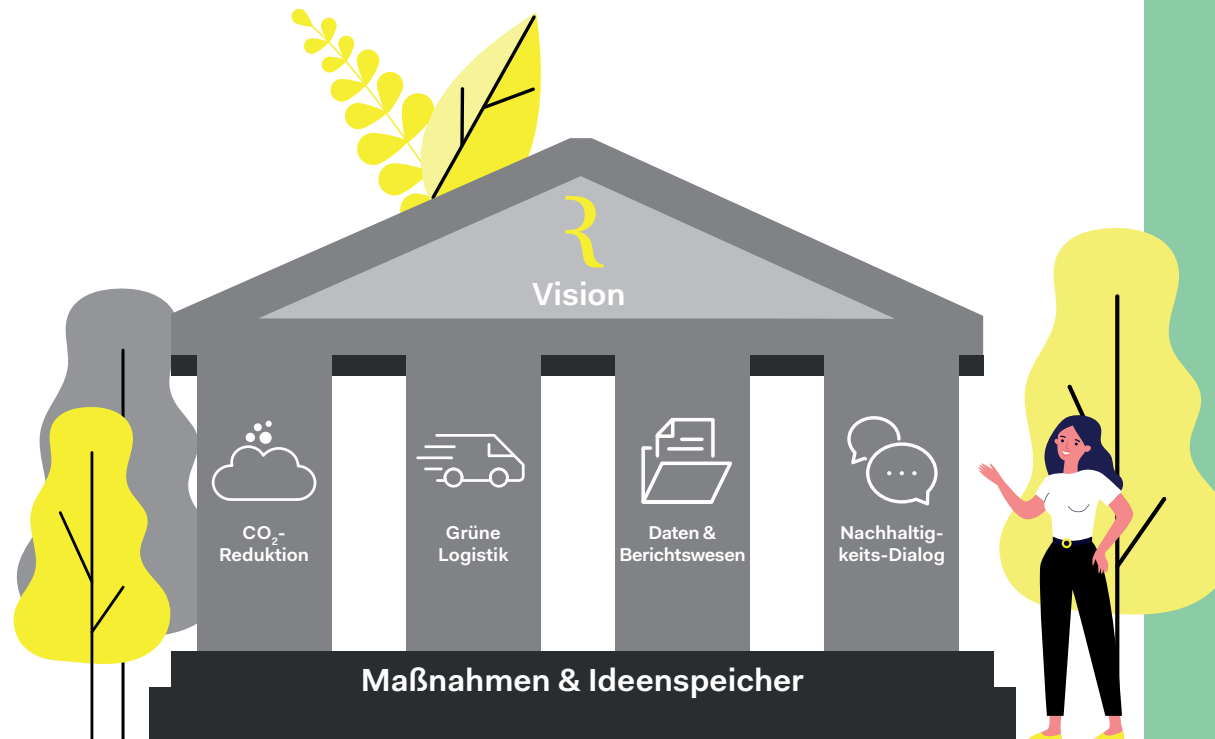 R
Vision
CO₂-
Reduktion
Grüne
Logistik
Daten &
Berichtswesen
Nachhaltig-
keits-Dialog
Maßnahmen & Ideenspeicher